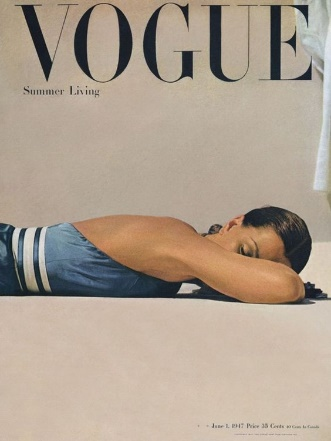 VOGUE
Summer Living
June 1, 1947 Price 35 Cents